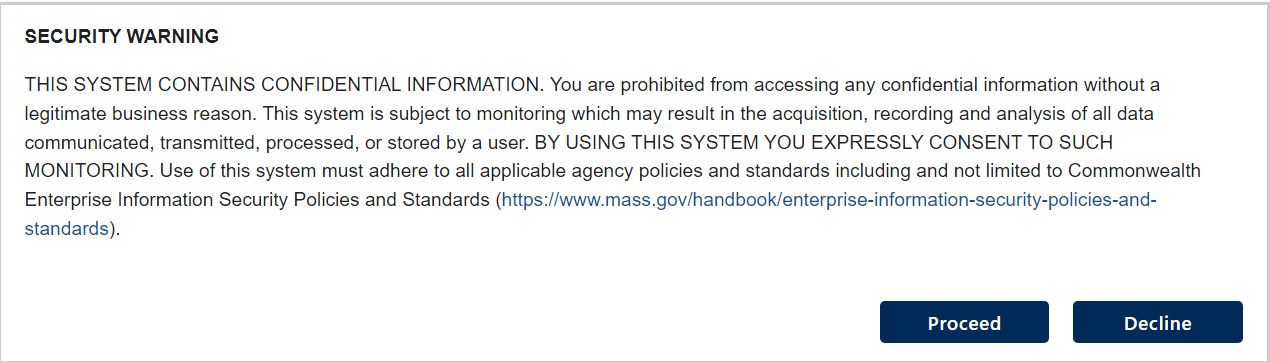 SECURITY WARNING
THIS SYSTEM CONTAINS CONFIDENTIAL INFORMATION. You are prohibited from accessing any confidential information without a
legitimate business reason. This system is subject to monitoring which may result in the acquisition, recording and analysis of all data
communicated, transmitted, processed, or stored by a user. BY USING THIS SYSTEM YOU EXPRESSLY CONSENT TO SUCH
MONITORING. Use of this system must adhere to all applicable agency policies and standards including and not limited to Commonwealth
Enterprise Information Security Policies and Standards (https://www.mass.gov/handbook/enterprise-information-security-policies-and-
standards).
Proceed Decline